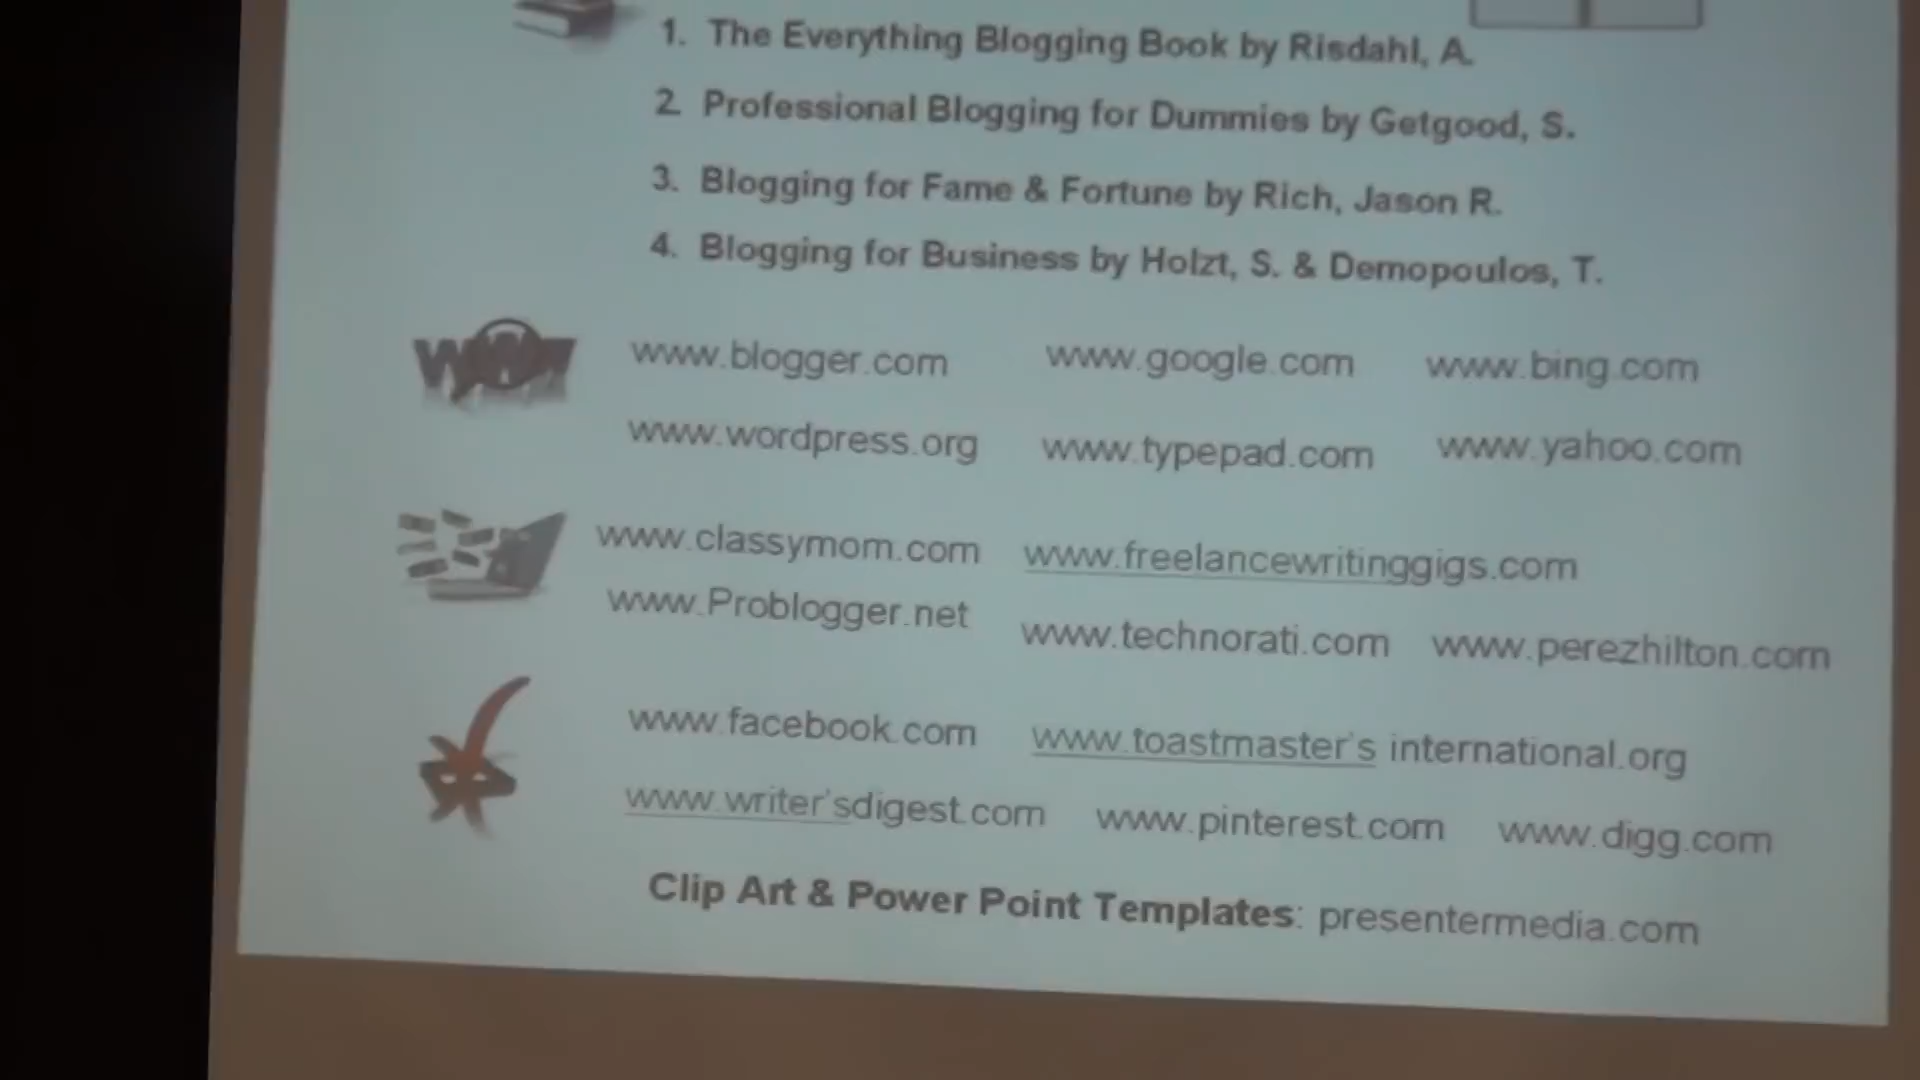 1. The Everything Blogging Book by Risdahl, A.
2. Professional Blogging for Dummies by Getgood, S.
3. Blogging for Fame & Fortune by Rich, Jason R.
4. Blogging for Business by Holzt, S. & Demopoulos, T.
www
www.blogger.com www.google.com www.bing.com
www.wordpress.org www.typepad.com www.yahoo.com
www.classymom.com www.freelancewritinggigs.com
www.Problogger.net www.technorati.com www.perezhilton.com
www.facebook.com www.toastmaster's international.org
www.writer'sdigest.com www.pinterest.com www.digg.com
Clip Art & Power Point Templates: presentermedia.com